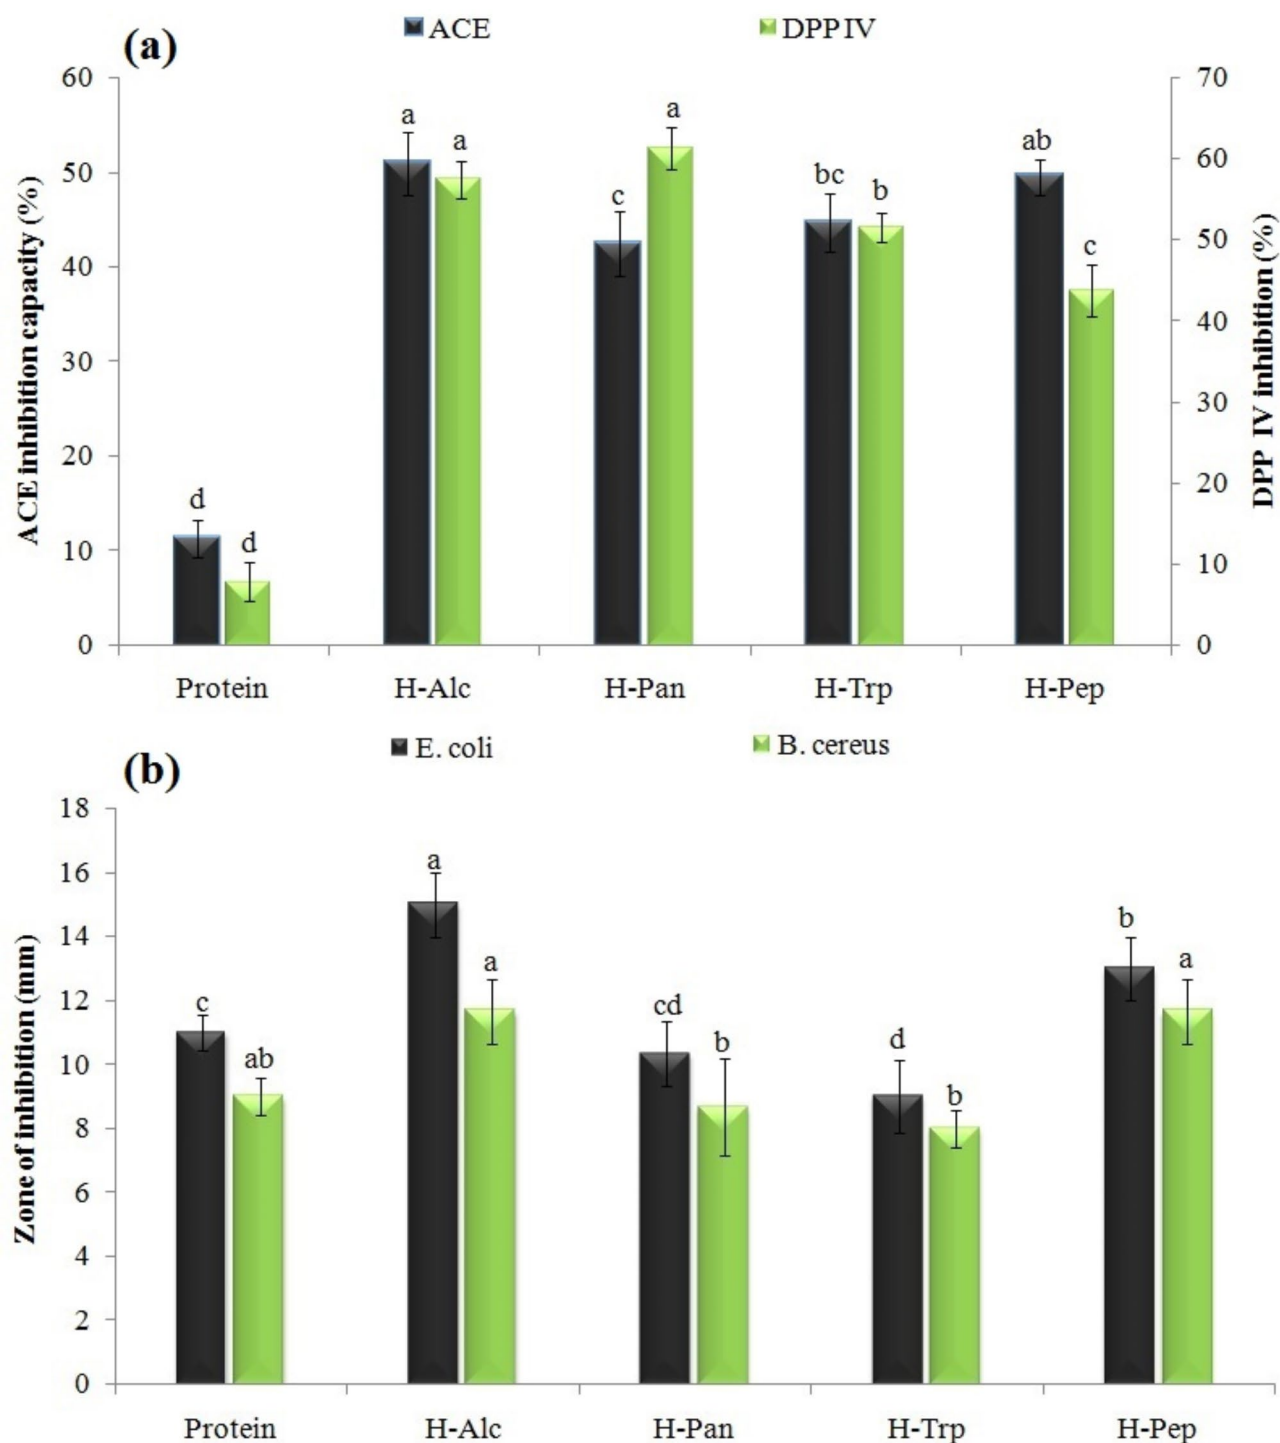 (a)
ACE
DPP IV
ACE inhibition capacity (%)
60
50
40
30
20
10
0
70
60
50
40
30
20
10
0
DPP IV inhibition (%)
d
d
a
a
c
a
bc
b
ab
c
Protein
H-Alc
H-Pan
H-Trp
H-Pep
(b)
E. coli
B. cereus
Zone of inhibition (mm)
18
16
14
12
10
8
6
4
2
0
c
ab
a
a
cd
b
d
b
b
a
Protein
H-Alc
H-Pan
H-Trp
H-Pep